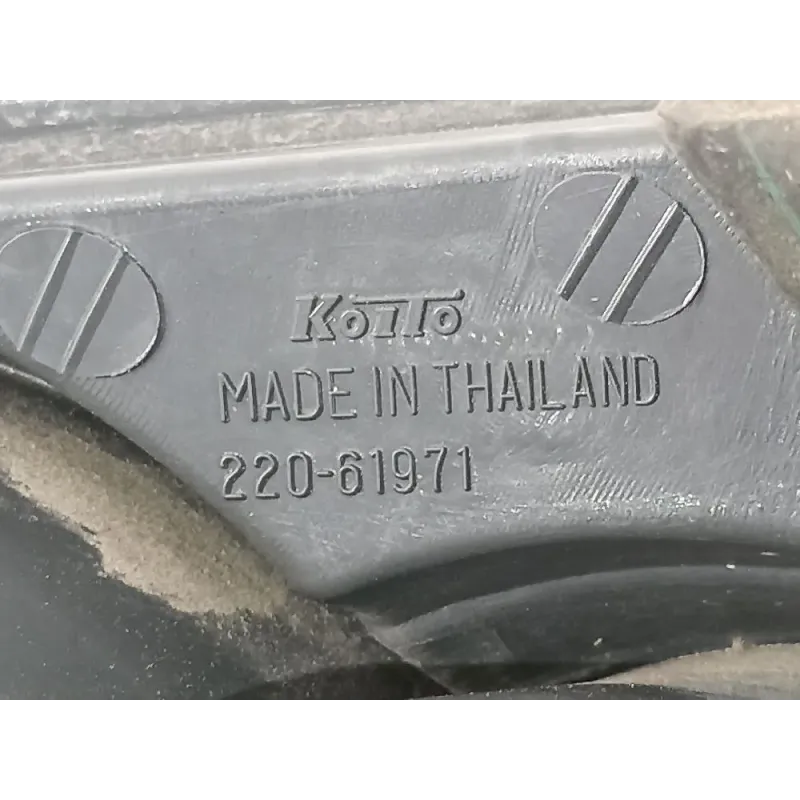 KoiTo
MADE IN THAILAND
220-61971